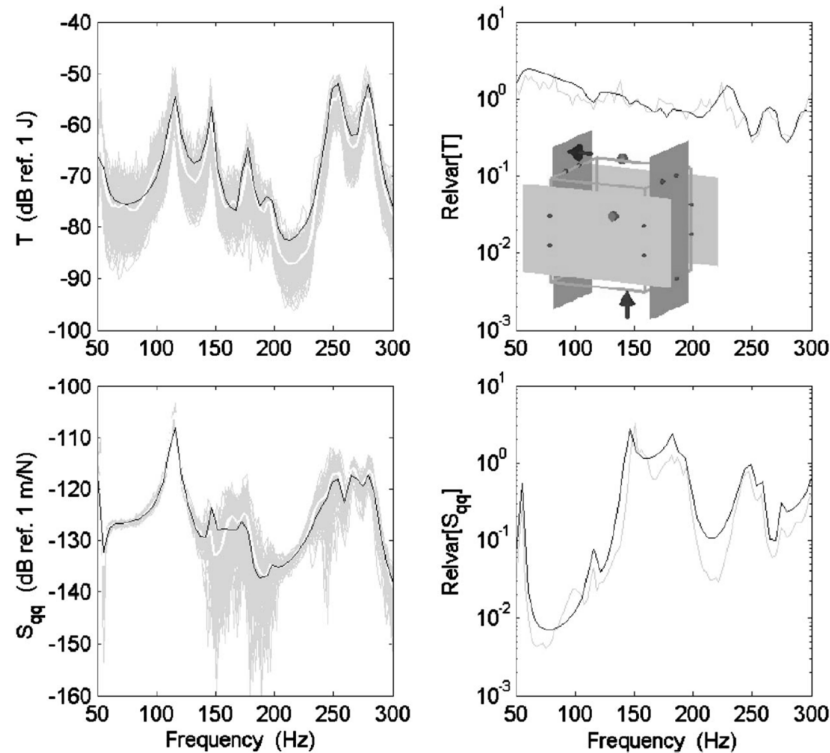 -40
-50
-60
-70
-80
-90
-100
T (dB ref. 1 J)
50 100 150 200 250 300
10^1
10^0
10^-1
10^-2
10^-3
Relvar[T]
50 100 150 200 250 300
-100
-110
-120
-130
-140
-150
-160
S_qq (dB ref. 1 m/N)
50 100 150 200 250 300
Frequency (Hz)
10^1
10^0
10^-1
10^-2
10^-3
Relvar[S_qq]
50 100 150 200 250 300
Frequency (Hz)